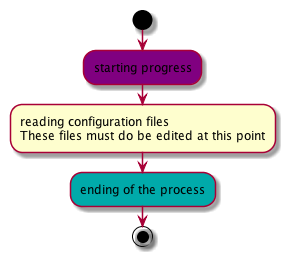 starting progress
reading configuration files
These files must do be edited at this point
ending of the process